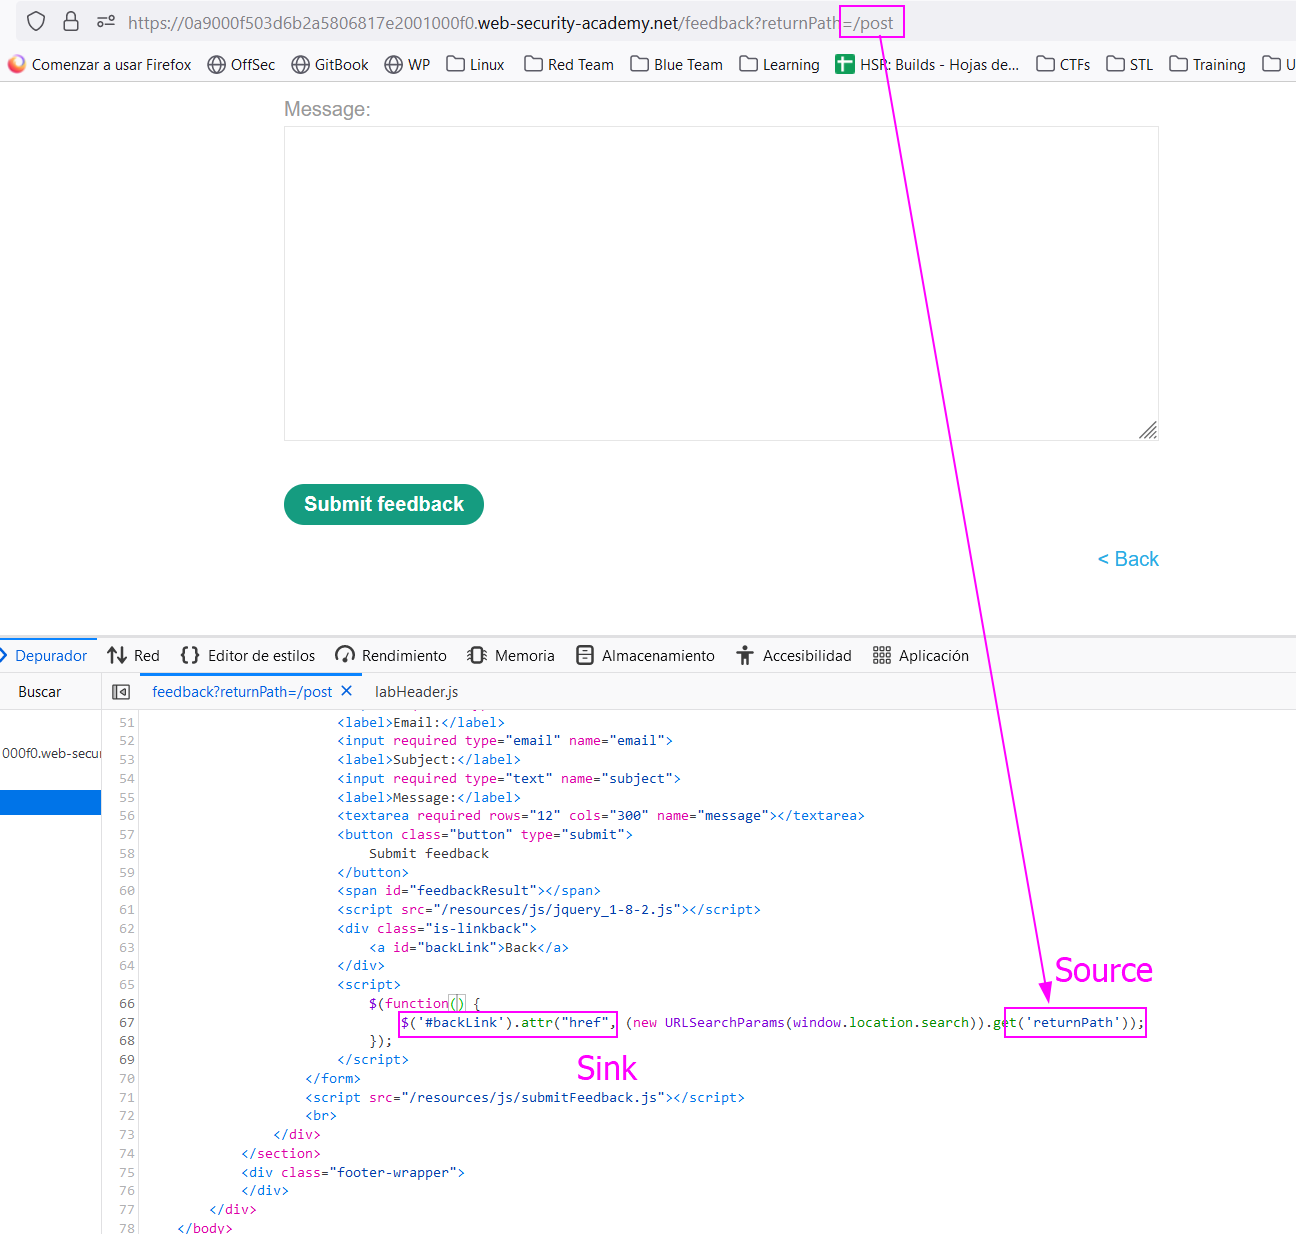 https://0a9000f503d6b2a5806817e2001000f0.web-security-academy.net/feedback?returnPath=/post
Comenzar a usar Firefox OffSec GitBook WP Linux Red Team Blue Team Learning HSR: Builds - Hojas de... CTFs STL Training U
Message:
Submit feedback
< Back
Depurador Red Editor de estilos Rendimiento Memoria Almacenamiento Accesibilidad Aplicación
Buscar feedback?returnPath=/post labHeader.js
51 <label>Email:</label>
52 <input required type="email" name="email">
000f0.web-secur
53 <label>Subject:</label>
54 <input required type="text" name="subject">
55 <label>Message:</label>
56 <textarea required rows="12" cols="300" name="message"></textarea>
57 <button class="button" type="submit">
58 Submit feedback
59 </button>
60 <span id="feedbackResult"></span>
61 <script src="/resources/js/jquery_1-8-2.js"></script>
62 <div class="is-linkback">
63 <a id="backLink">Back</a>
64 </div>
65 <script>
Source
66 $(function() {
67 $('#backLink').attr("href", (new URLSearchParams(window.location.search)).get('returnPath'));
68 });
69 </script>
Sink
70 </form>
71 <script src="/resources/js/submitFeedback.js"></script>
72 <br>
73 </div>
74 </section>
75 <div class="footer-wrapper">
76 </div>
77 </div>
78 </body>